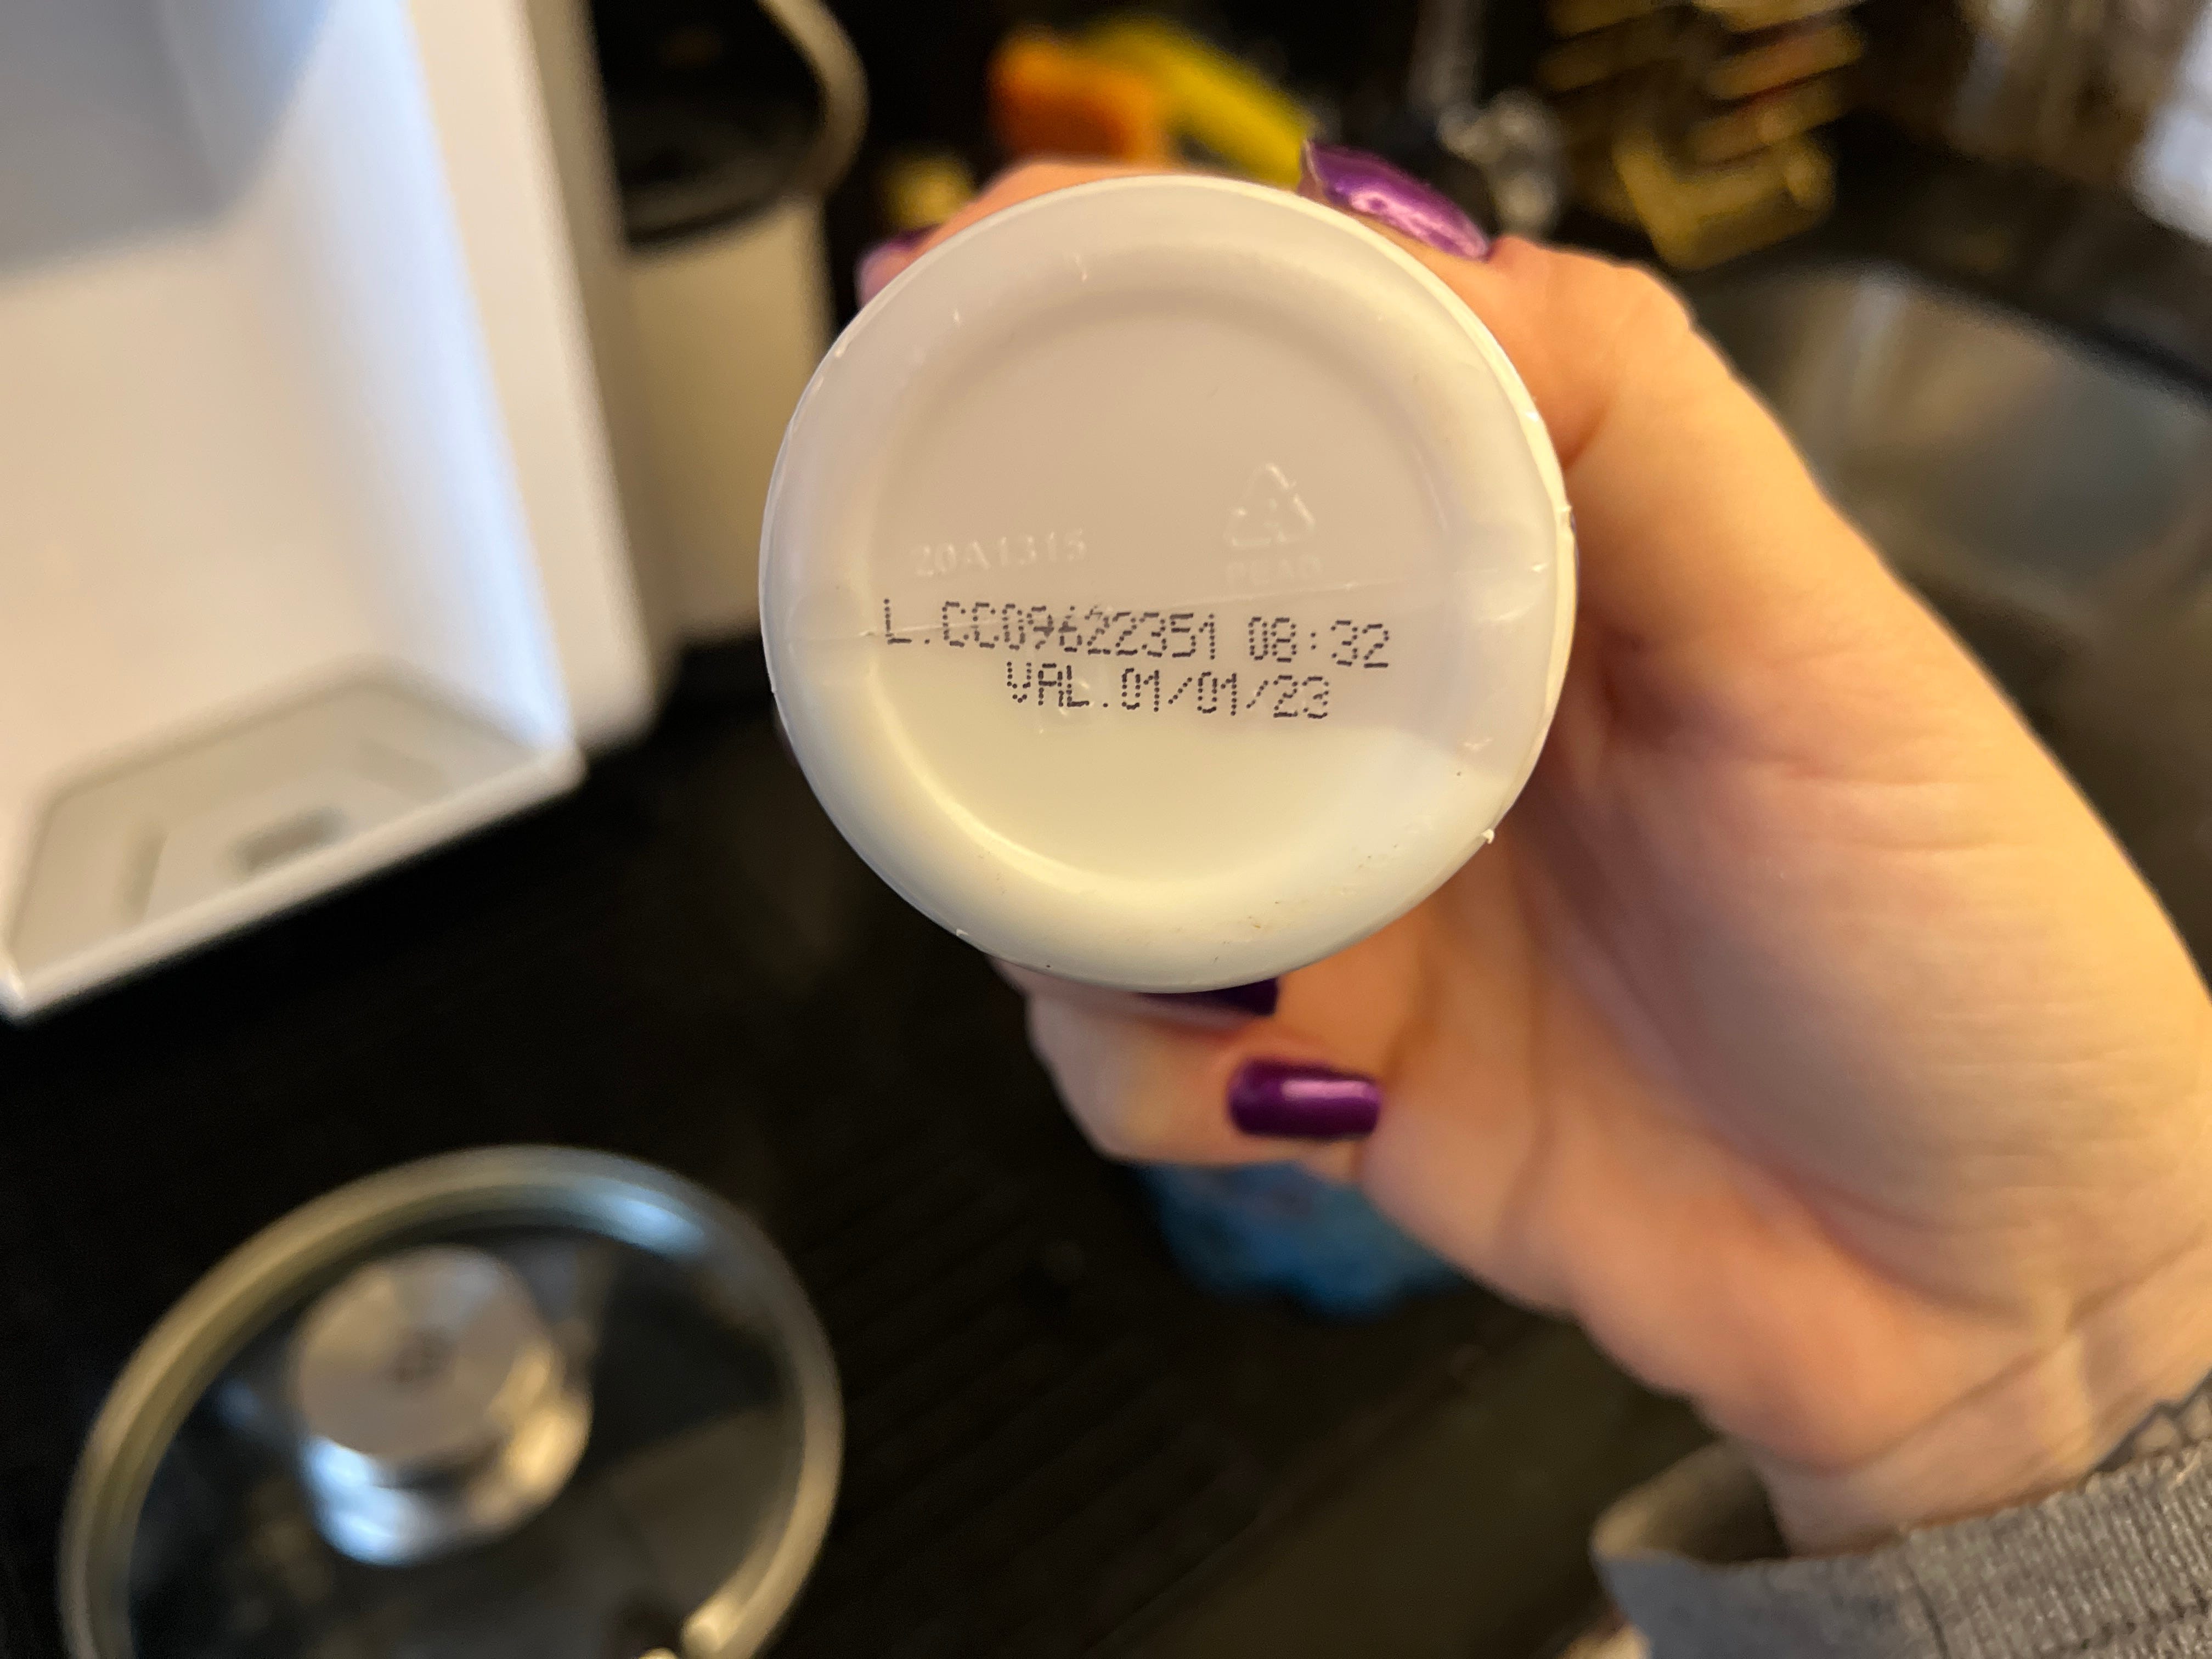 20A1315
PEAD
L.CC09622351 08:32
VAL.01/01/23